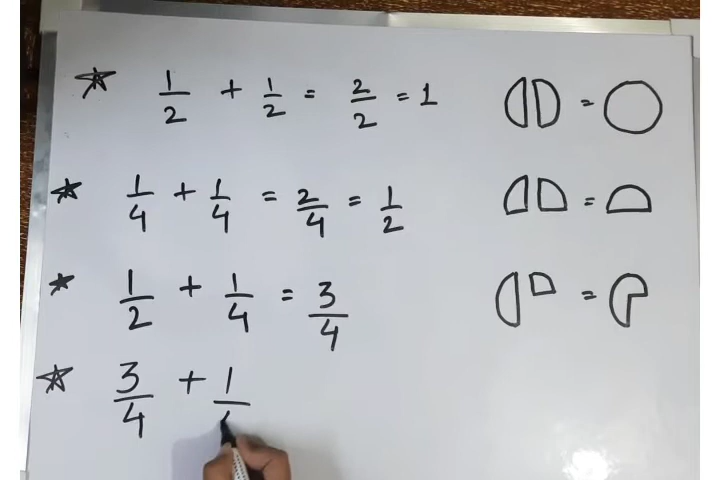 1/2 + 1/2 = 2/2 = 1
1/4 + 1/4 = 2/4 = 1/2
1/2 + 1/4 = 3/4
3/4 + 1/